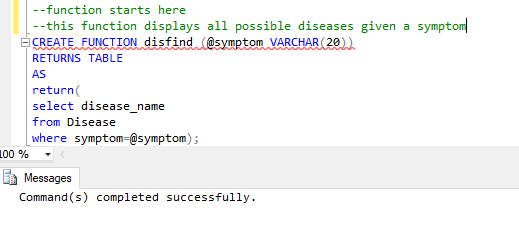 --function starts here
--this function displays all possible diseases given a symptom
CREATE FUNCTION disfind (@symptom VARCHAR(20))
RETURNS TABLE
AS
return(
select disease_name
from Disease
where symptom=@symptom);
100 %
Messages
Command(s) completed successfully.